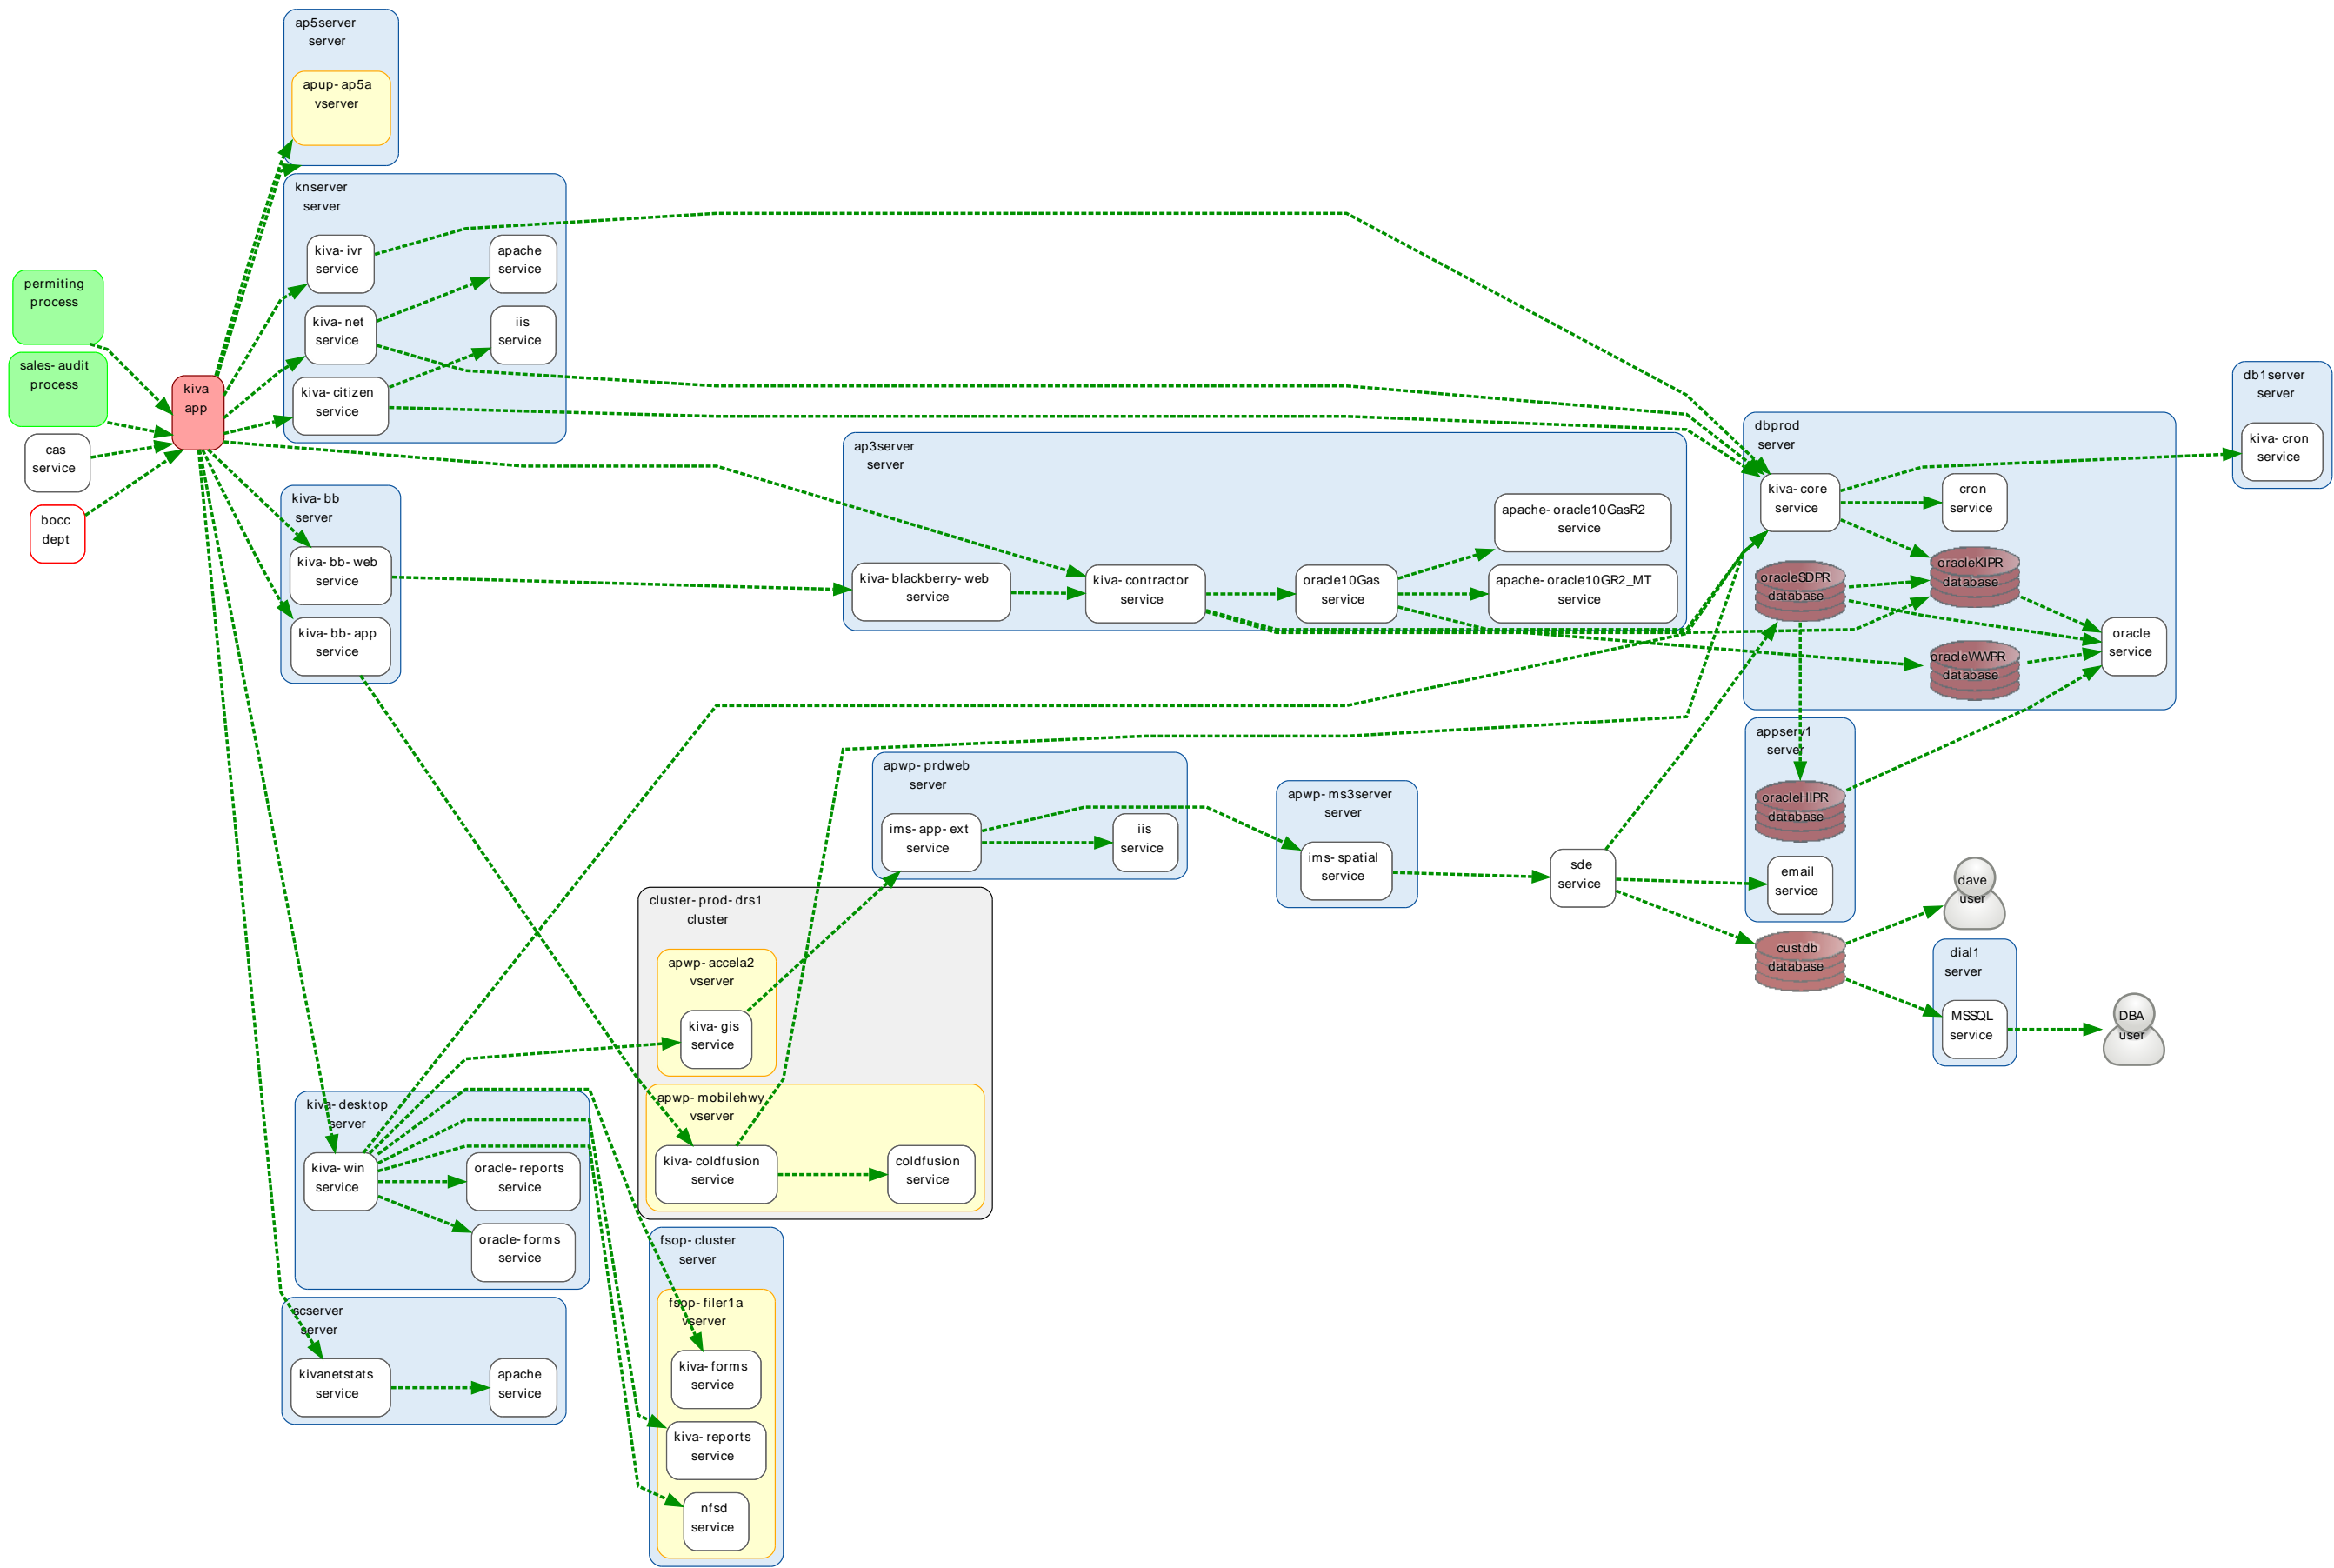 ap5server
server
apup-ap5a
vserver
knserver
server
kiva-ivr
service
apache
service
kiva-net
service
iis
service
kiva-citizen
service
permiting
process
sales-audit
process
kiva
app
cas
service
bocc
dept
kiva-bb
server
kiva-bb-web
service
kiva-bb-app
service
ap3server
server
apache-oracle10GasR2
service
kiva-blackberry-web
service
kiva-contractor
service
oracle10Gas
service
apache-oracle10GR2_MT
service
dbprod
server
kiva-core
service
cron
service
oracleSDPR
database
oracleKIPR
database
oracleWWPR
database
oracle
service
db1server
server
kiva-cron
service
appserv1
server
oracleHIPR
database
email
service
apwp-prdweb
server
ims-app-ext
service
iis
service
apwp-ms3server
server
ims-spatial
service
sde
service
custdb
database
dave
user
dial1
server
MSSQL
service
DBA
user
cluster-prod-drs1
cluster
apwp-accela2
vserver
kiva-gis
service
apwp-mobilehwy
vserver
kiva-coldfusion
service
coldfusion
service
kiva-desktop
server
kiva-win
service
oracle-reports
service
oracle-forms
service
scserver
server
kivanetstats
service
apache
service
fsop-cluster
server
fsop-filer1a
vserver
kiva-forms
service
kiva-reports
service
nfsd
service